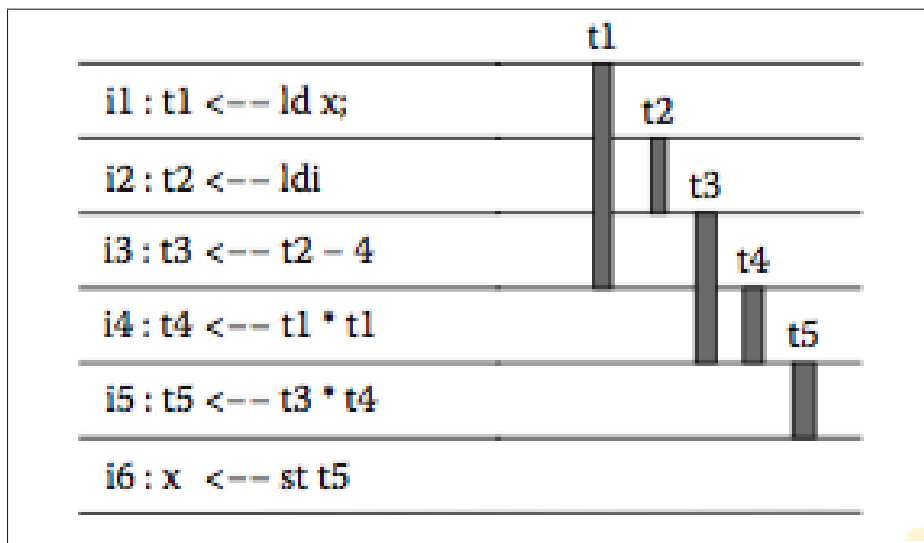 t1
i1 : t1 <-- ld x;
t2
i2 : t2 <-- ldi
t3
i3 : t3 <-- t2 - 4
t4
i4 : t4 <-- t1 * t1
t5
i5 : t5 <-- t3 * t4
i6 : x <-- st t5